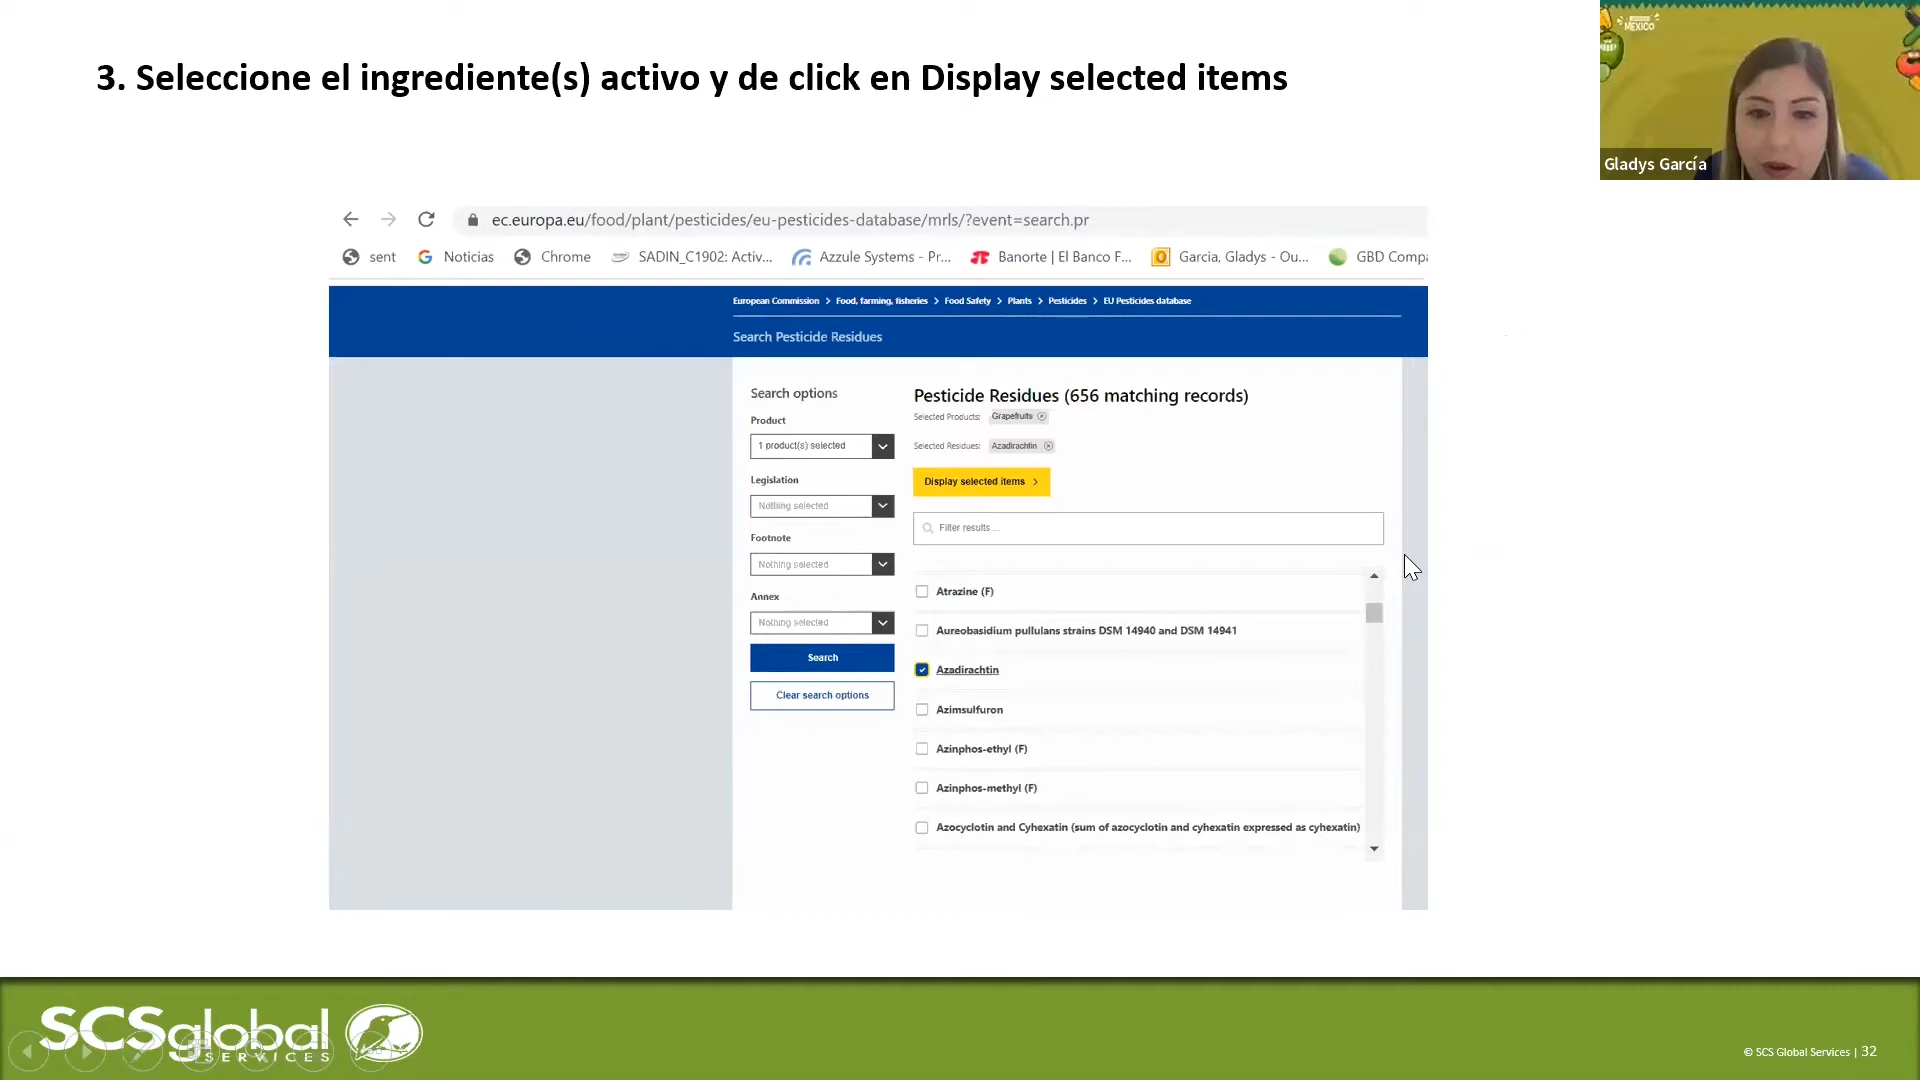 3. Seleccione el ingrediente(s) activo y de click en Display selected items
MEXICO
Gladys García
ec.europa.eu/food/plant/pesticides/eu-pesticides-database/mrls/?event=search.pr
sent Noticias Chrome SADIN_C1902: Activ... Azzule Systems - Pr... Banorte | El Banco F... Garcia, Gladys - Ou... GBD Compa
European Commission > Food, farming, fisheries > Food Safety > Plants > Pesticides > EU Pesticides database
Search Pesticide Residues
Search options
Product
1 product(s) selected
Legislation
Nothing selected
Footnote
Nothing selected
Annex
Nothing selected
Search
Clear search options
Pesticide Residues (656 matching records)
Selected Products: Grapefruits
Selected Residues: Azadirachtin
Display selected items >
Filter results ...
Atrazine (F)
Aureobasidium pullulans strains DSM 14940 and DSM 14941
Azadirachtin
Azimsulfuron
Azinphos-ethyl (F)
Azinphos-methyl (F)
Azocyclotin and Cyhexatin (sum of azocyclotin and cyhexatin expressed as cyhexatin)
SCSglobal
SERVICES
© SCS Global Services | 32